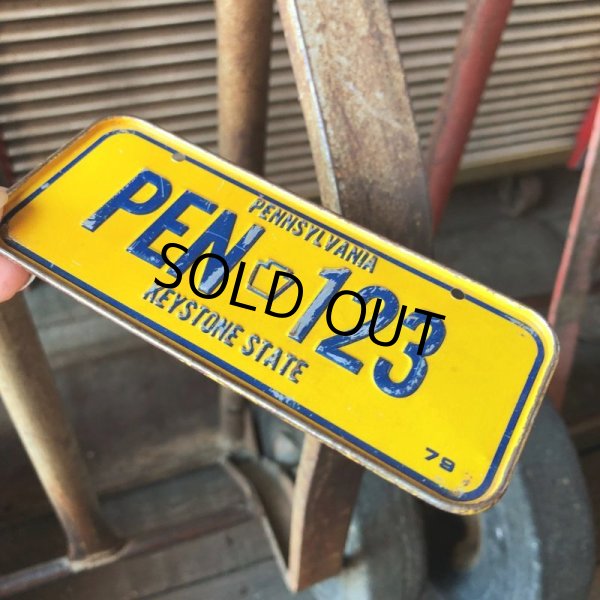 PENNSYLVANIA
PEN 123
KEYSTONE STATE
79
SOLD OUT